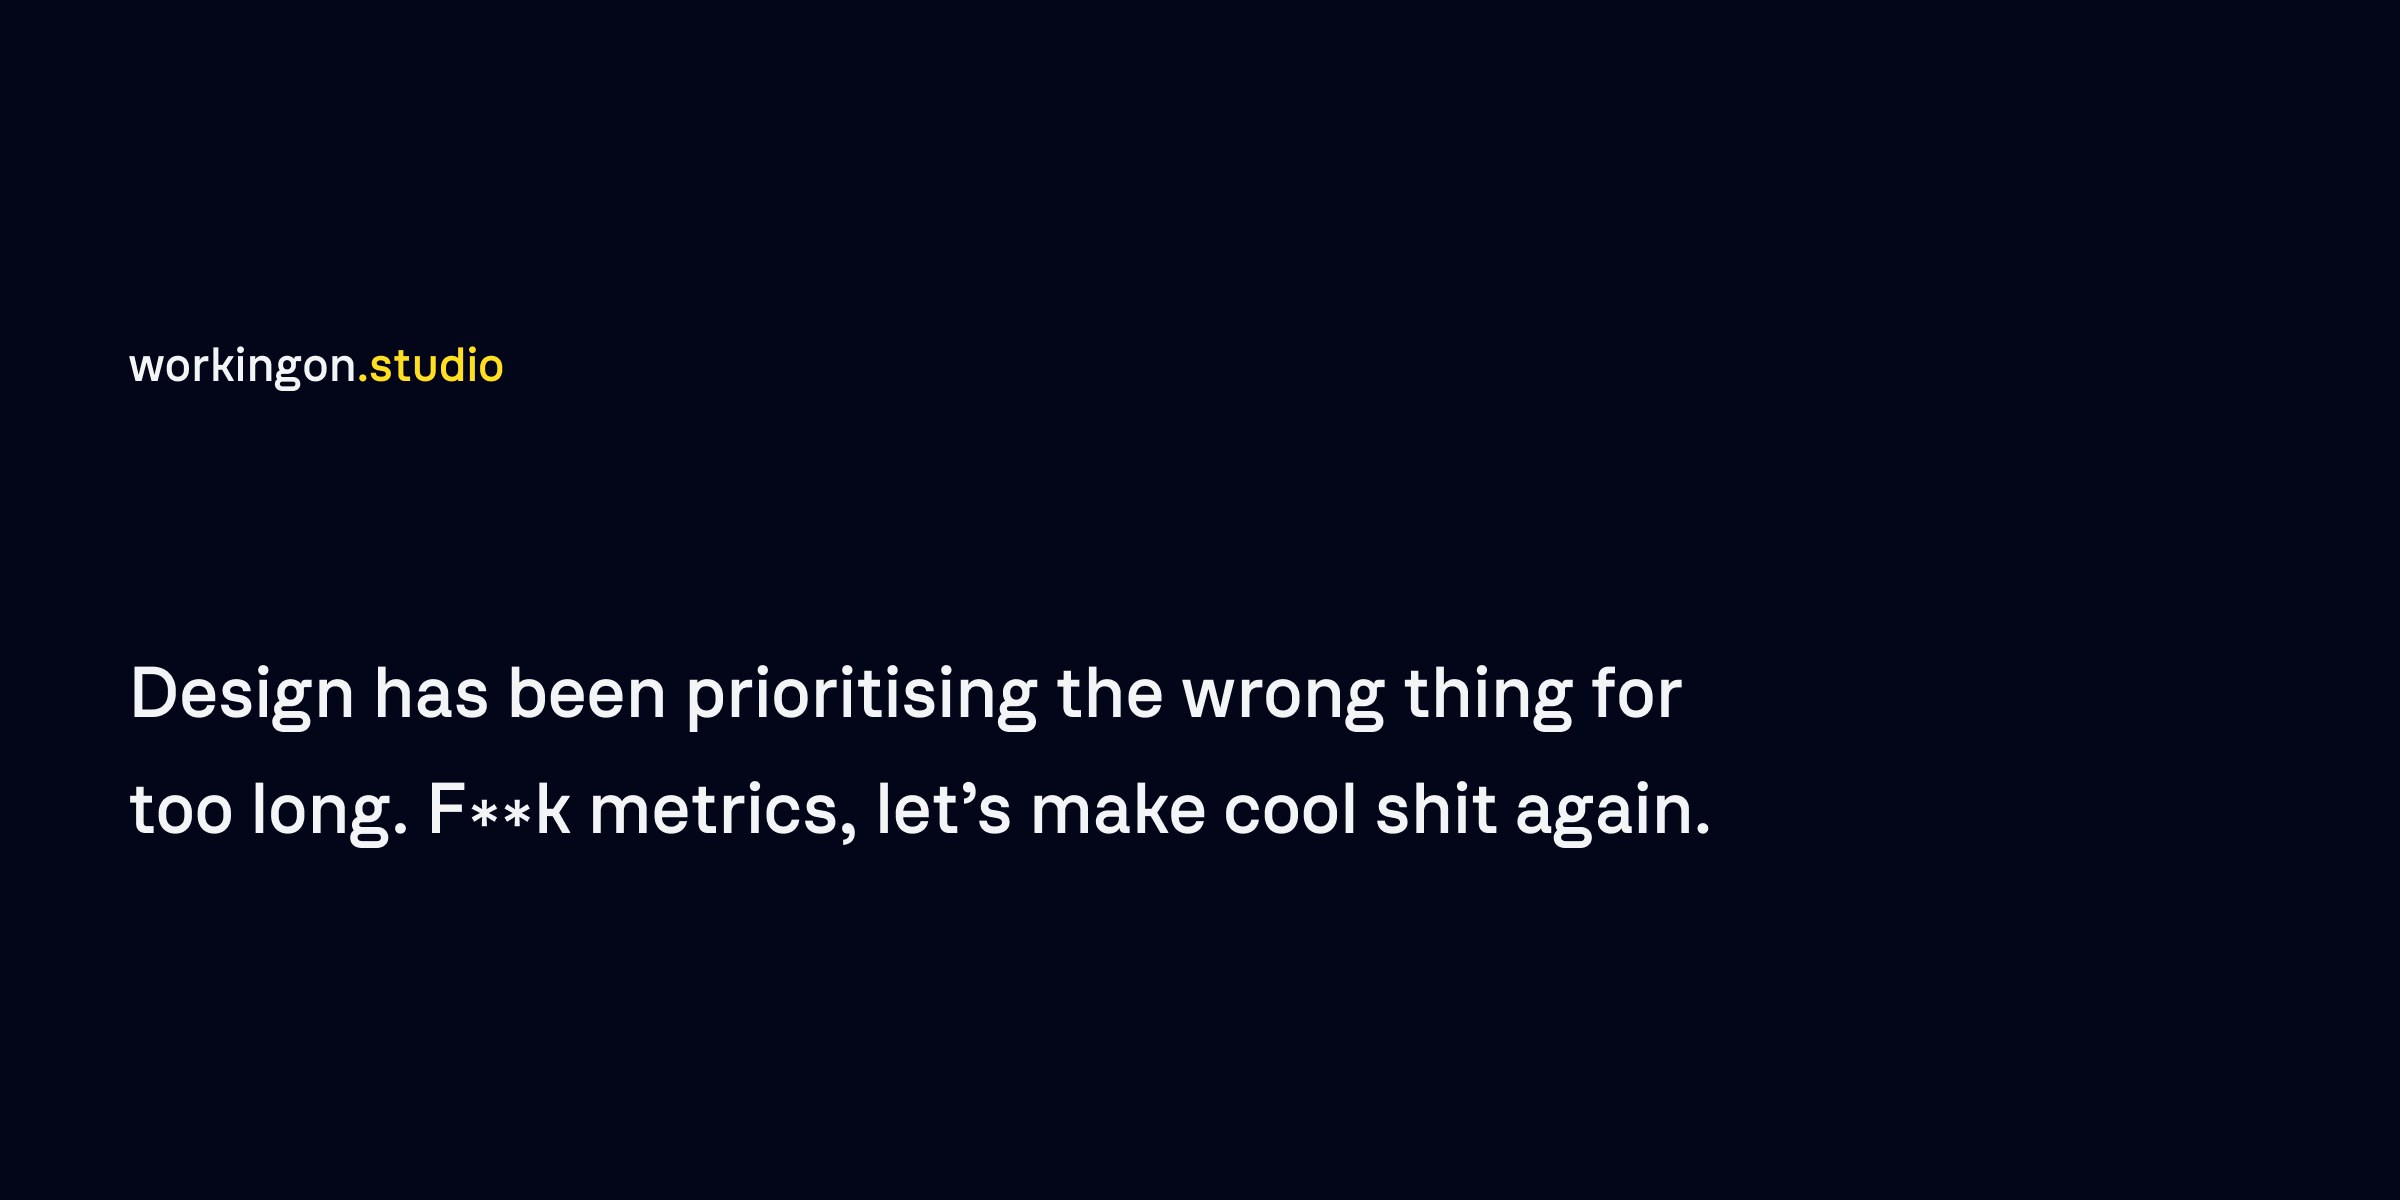 workingon.studio
Design has been prioritising the wrong thing for
too long. F**k metrics, let’s make cool shit again.